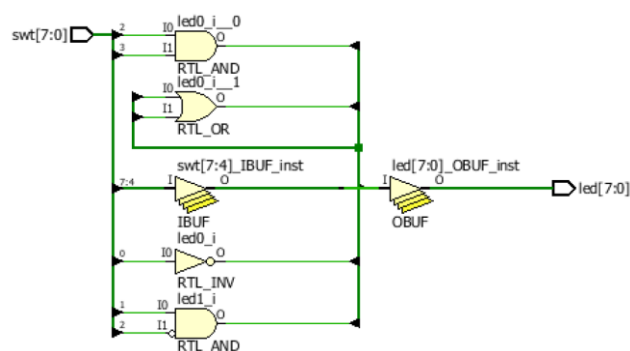 led0_i__0
swt[7:0] 2 I0 O
3 I1
RTL_AND
led0_i__1
I0 O
I1
RTL_OR
swt[7:4]_IBUF_inst led[7:0]_OBUF_inst
7:4 I O I O led[7:0]
IBUF OBUF
led0_i
0 I0 O
RTL_INV
led1_i
1 I0 O
2 I1
RTL_AND